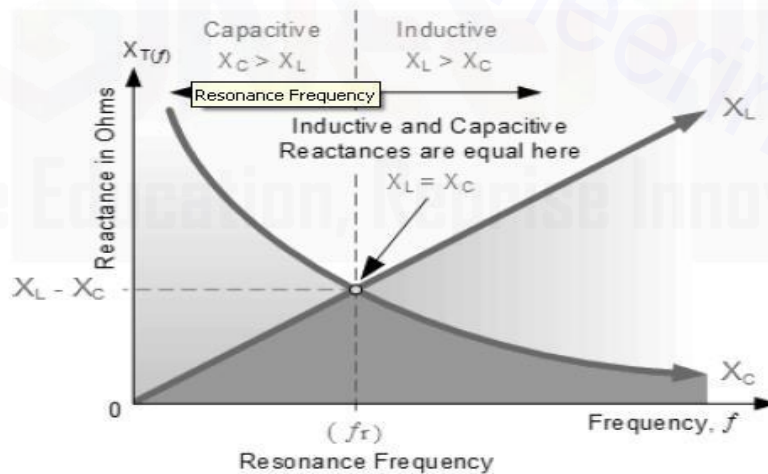 Capacitive
X_C > X_L
Inductive
X_L > X_C
X_T(f)
Resonance Frequency
Inductive and Capacitive
Reactances are equal here
X_L = X_C
X_L
Reactance in Ohms
X_L - X_C
X_C
0
(fr)
Frequency, f
Resonance Frequency